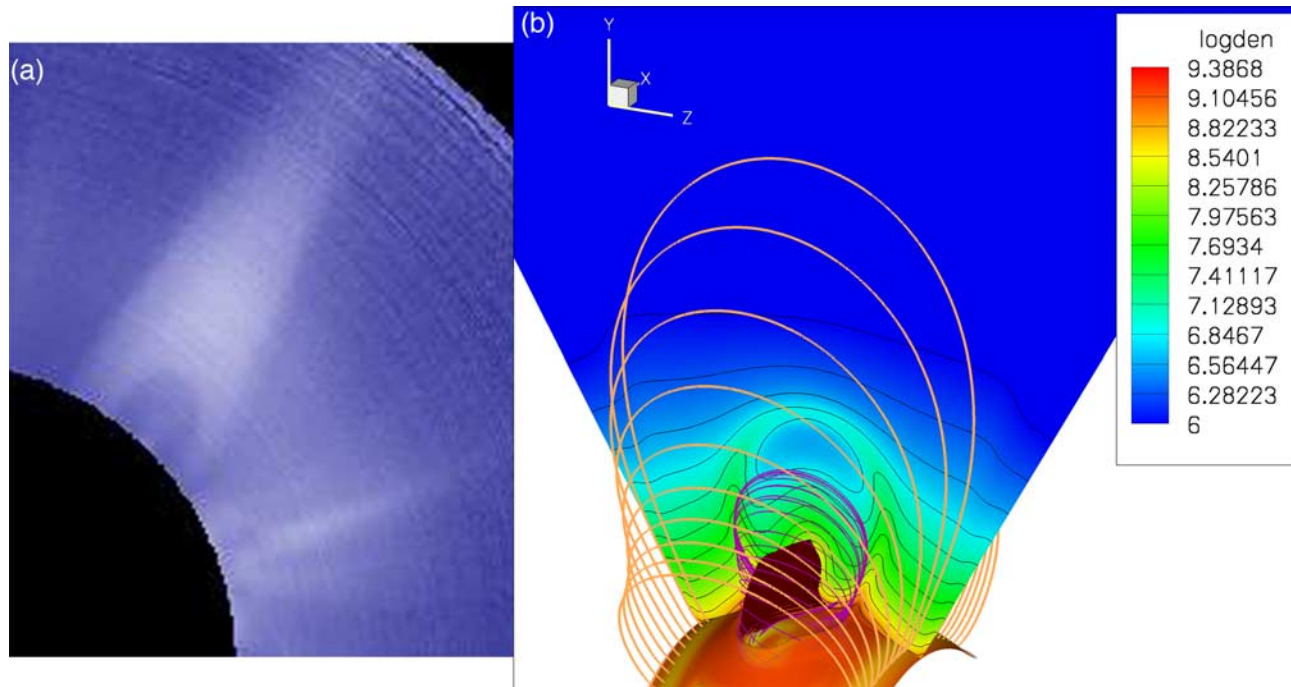 (a)
(b)
Y
X
Z
logden
9.3868
9.10456
8.82233
8.5401
8.25786
7.97563
7.6934
7.41117
7.12893
6.8467
6.56447
6.28223
6